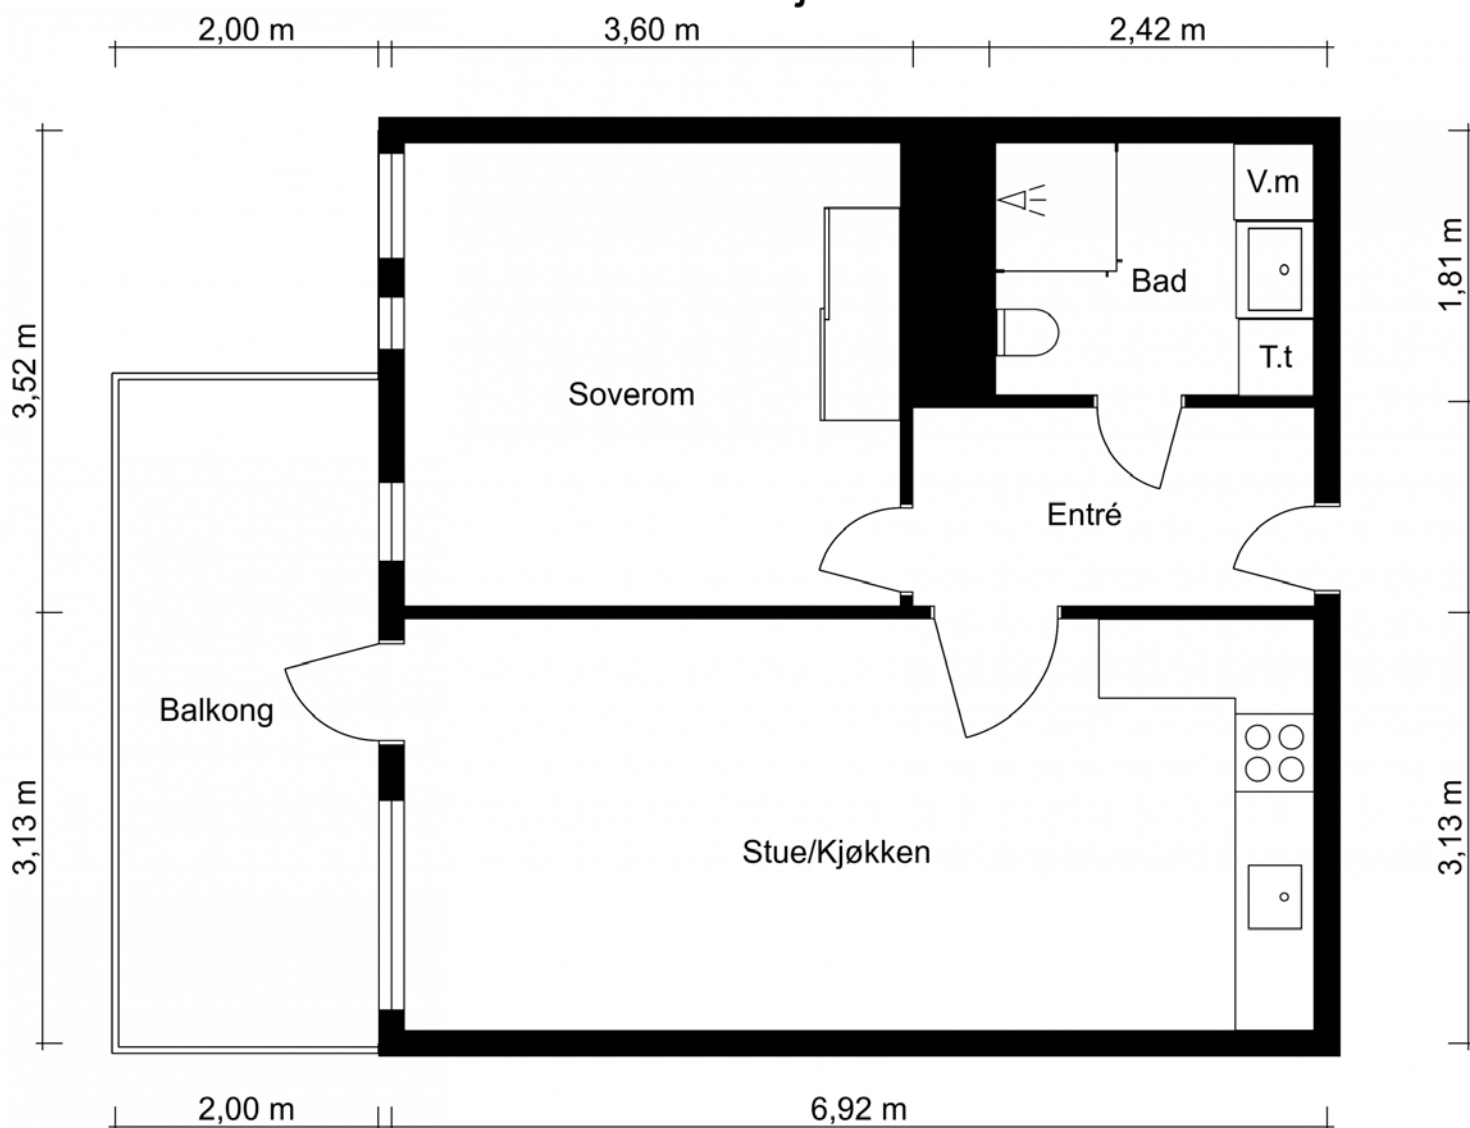 2,00 m
3,60 m
2,42 m
V.m
1,81 m
Bad
T.t
3,52 m
Soverom
Entré
Balkong
3,13 m
Stue/Kjøkken
3,13 m
2,00 m
6,92 m